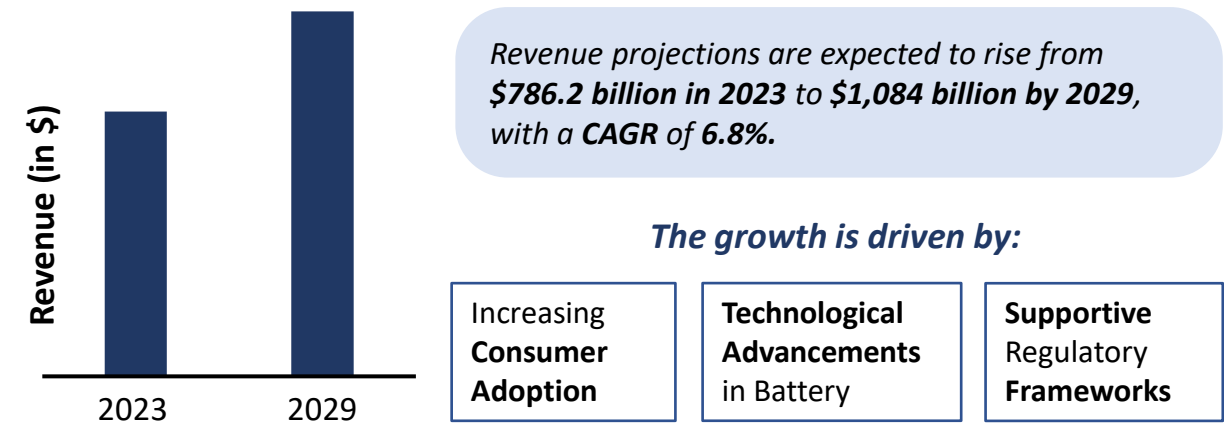 Revenue (in $)
2023
2029
Revenue projections are expected to rise from
$786.2 billion in 2023 to $1,084 billion by 2029,
with a CAGR of 6.8%.
The growth is driven by:
Increasing
Consumer
Adoption
Technological
Advancements
in Battery
Supportive
Regulatory
Frameworks